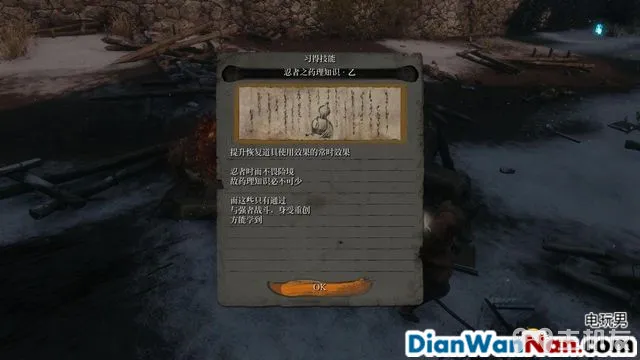 习得技能
忍者之药理知识·乙
提升恢复道具使用效果的常时效果
忍者时而不畏险境
故药理知识必不可少
而这些只有通过
与强者战斗，身受重创
方能学到
OK
电玩男
DianWanNan.com